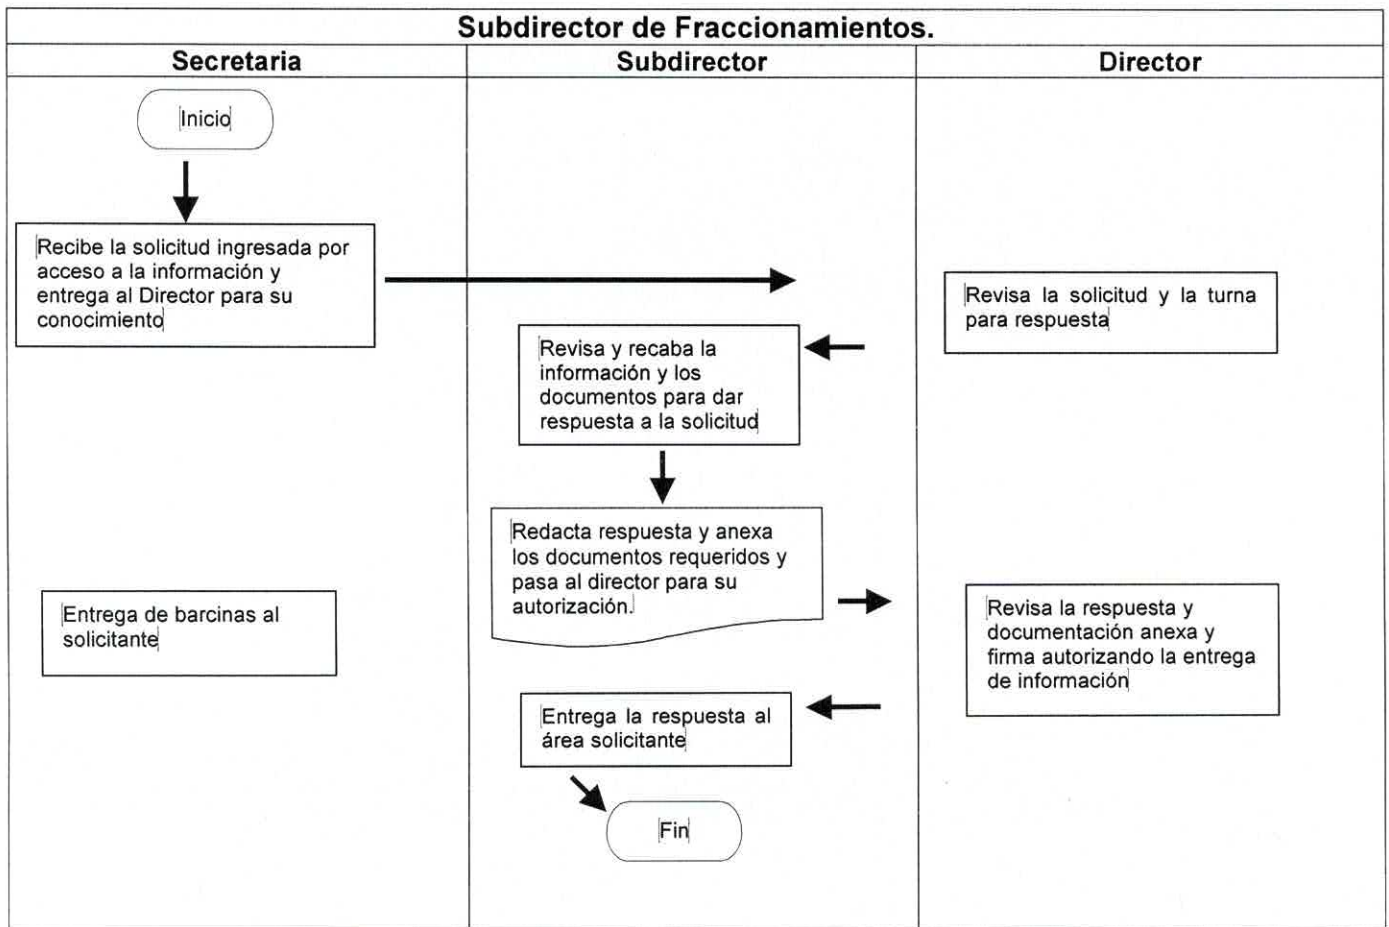 Subdirector de Fraccionamientos.
Secretaria
Subdirector
Director
Inicio
Recibe la solicitud ingresada por
acceso a la información y
entrega al Director para su
conocimiento
Revisa la solicitud y la turna
para respuesta
Revisa y recaba la
información y los
documentos para dar
respuesta a la solicitud
Redacta respuesta y anexa
los documentos requeridos y
pasa al director para su
autorización.
Entrega de barcinas al
solicitante
Revisa la respuesta y
documentación anexa y
firma autorizando la entrega
de información
Entrega la respuesta al
área solicitante
Fin